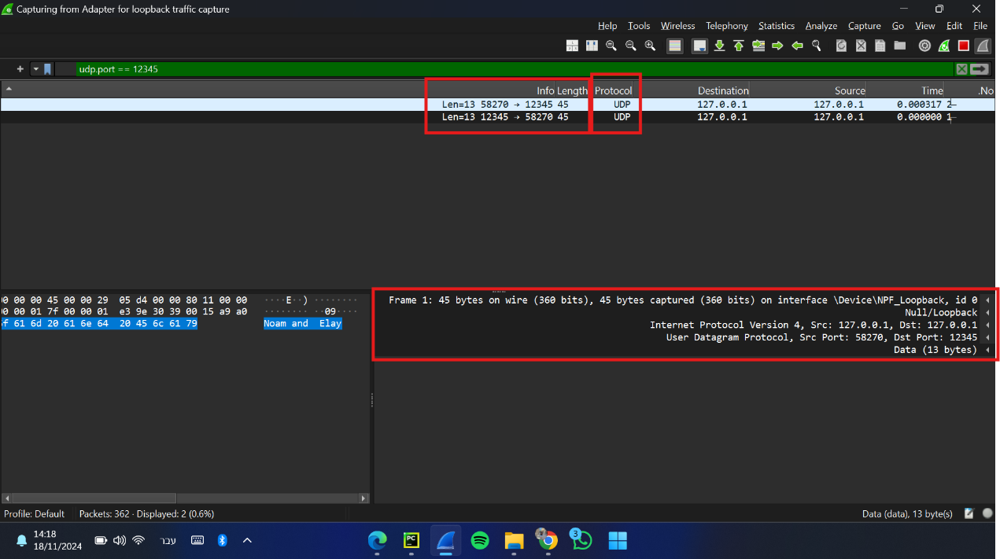 Capturing from Adapter for loopback traffic capture
Help Tools Wireless Telephony Statistics Analyze Capture Go View Edit File
udp.port == 12345
Info Length Protocol Destination Source Time .No
Len=13 58270 → 12345 45 UDP 127.0.0.1 127.0.0.1 0.000317 2
Len=13 12345 → 58270 45 UDP 127.0.0.1 127.0.0.1 0.000000 1
00 00 00 45 00 00 29 05 d4 00 00 80 11 00 00 ····E··) ········
00 00 01 7f 00 00 01 e3 9e 30 39 00 15 a9 a0 ········ ··09····
6f 61 6d 20 61 6e 64 20 45 6c 61 79 Noam and Elay
Frame 1: 45 bytes on wire (360 bits), 45 bytes captured (360 bits) on interface \Device\NPF_Loopback, id 0
Null/Loopback
Internet Protocol Version 4, Src: 127.0.0.1, Dst: 127.0.0.1
User Datagram Protocol, Src Port: 58270, Dst Port: 12345
Data (13 bytes)
Profile: Default Packets: 362 · Displayed: 2 (0.6%) Data (data), 13 byte(s)
14:18
18/11/2024
עבר
PC
3